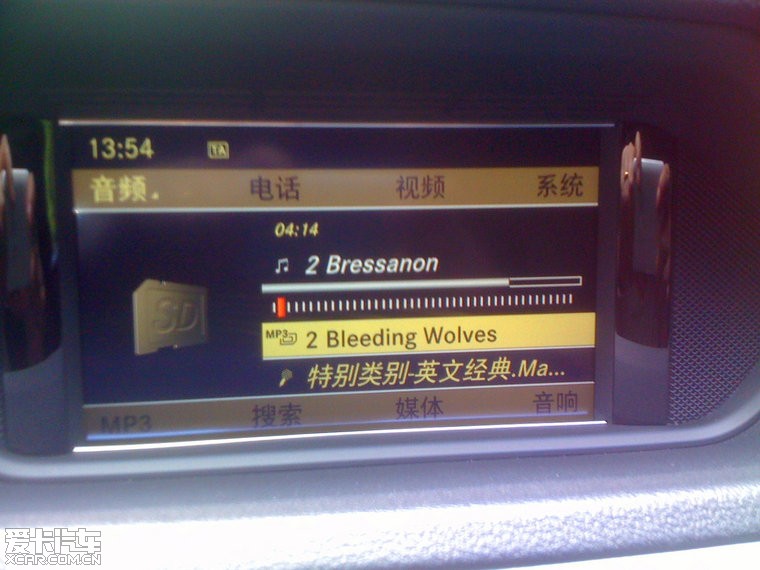 13:54 TA
音频 电话 视频 系统
04:14
2 Bressanon
SD
MP3 2 Bleeding Wolves
特别类别-英文经典.Ma...
MP3 搜索 媒体 音响
爱卡汽车
XCAR.COM.CN